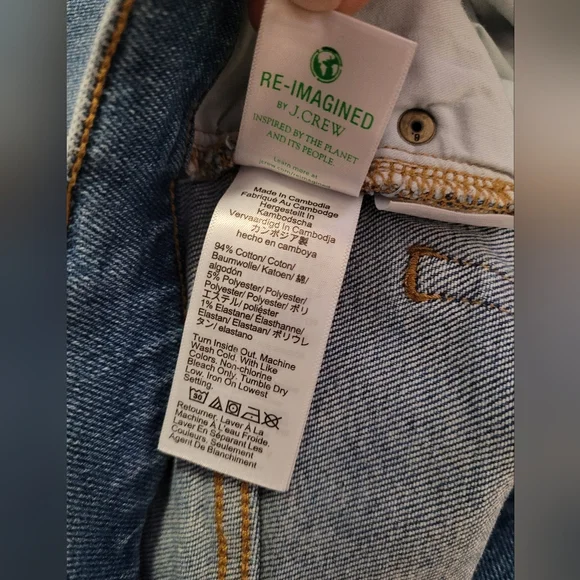 RE-IMAGINED
BY J.CREW
INSPIRED BY THE PLANET
AND ITS PEOPLE
Learn more at
Made In Cambodia
Fabriqué Au Cambodge
Hergestellt In
Kambodscha
Vervaardigd In Cambodja
カンボジア製
hecho en camboya
94% Cotton/ Coton/
Baumwolle/ Katoen/ 綿/
algodón
5% Polyester/ Polyester/
Polyester/ Polyester/ ポリ
エステル/ poliéster
1% Elastane/ Élasthanne/
Elastan/ Elastaan/ ポリウレ
タン/ elastano
Turn Inside Out, Machine
Wash Cold. With Like
Colors, Non-chlorine
Bleach Only, Tumble Dry
Low, Iron On Lowest
Setting.
30
Retourner, Laver À La
Machine À L'eau Froide,
Laver En Séparant Les
Couleurs, Seulement
Agent De Blanchiment